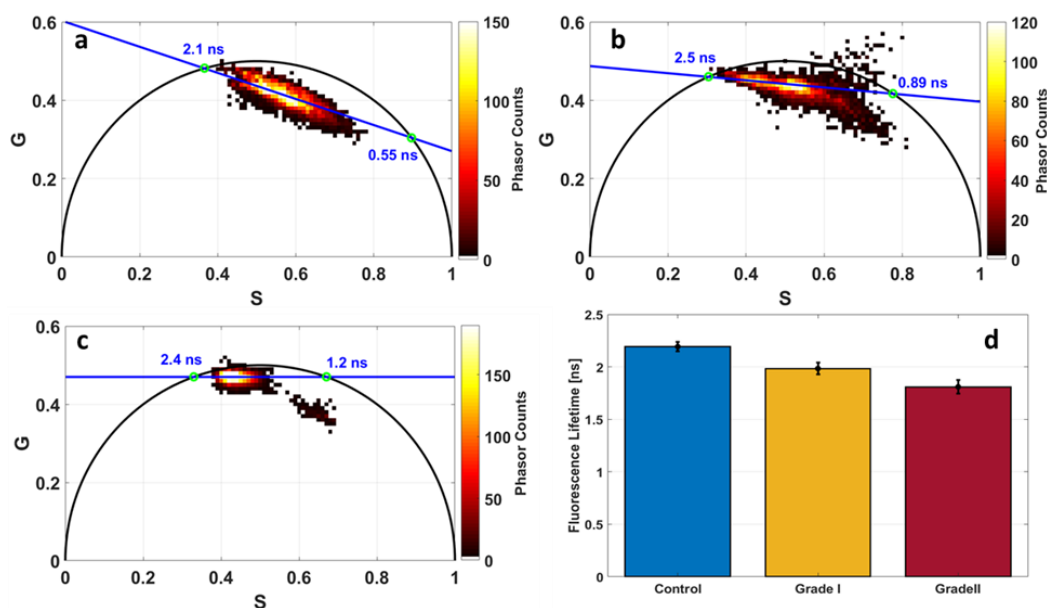 a
2.1 ns
0.55 ns
G
0.6
0.4
0.2
0
0
0.2
0.4
0.6
0.8
1
S
150
100
50
0
Phasor Counts
b
2.5 ns
0.89 ns
G
0.6
0.4
0.2
0
0
0.2
0.4
0.6
0.8
1
S
120
100
80
60
40
20
0
Phasor Counts
c
2.4 ns
1.2 ns
G
0.6
0.4
0.2
0
0
0.2
0.4
0.6
0.8
1
S
150
100
50
0
Phasor Counts
d
Fluorescence Lifetime [ns]
2.5
2
1.5
1
0.5
0
Control
Grade I
GradeII